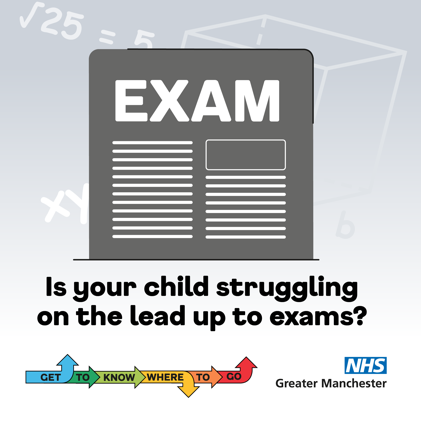 √25 = 5
EXAM
xy
b
Is your child struggling
on the lead up to exams?
GET TO KNOW WHERE TO GO
NHS
Greater Manchester